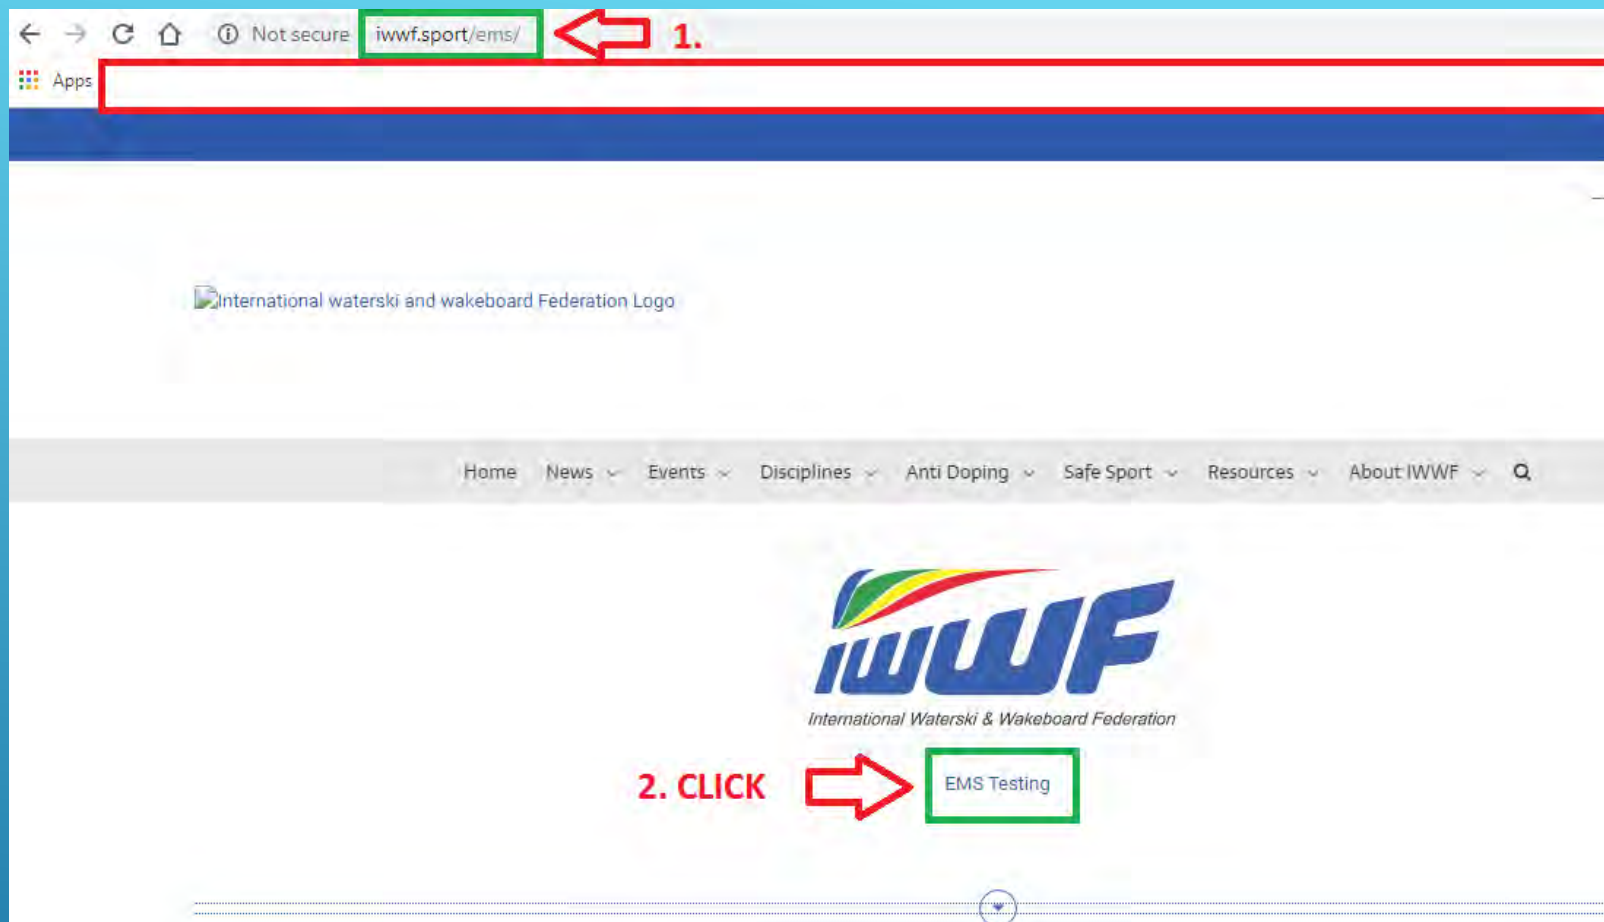 Not secure iwwf.sport/ems/ 1.
Apps
International waterski and wakeboard Federation Logo
Home News Events Disciplines Anti Doping Safe Sport Resources About IWWF
iWWF
International Waterski & Wakeboard Federation
2. CLICK EMS Testing